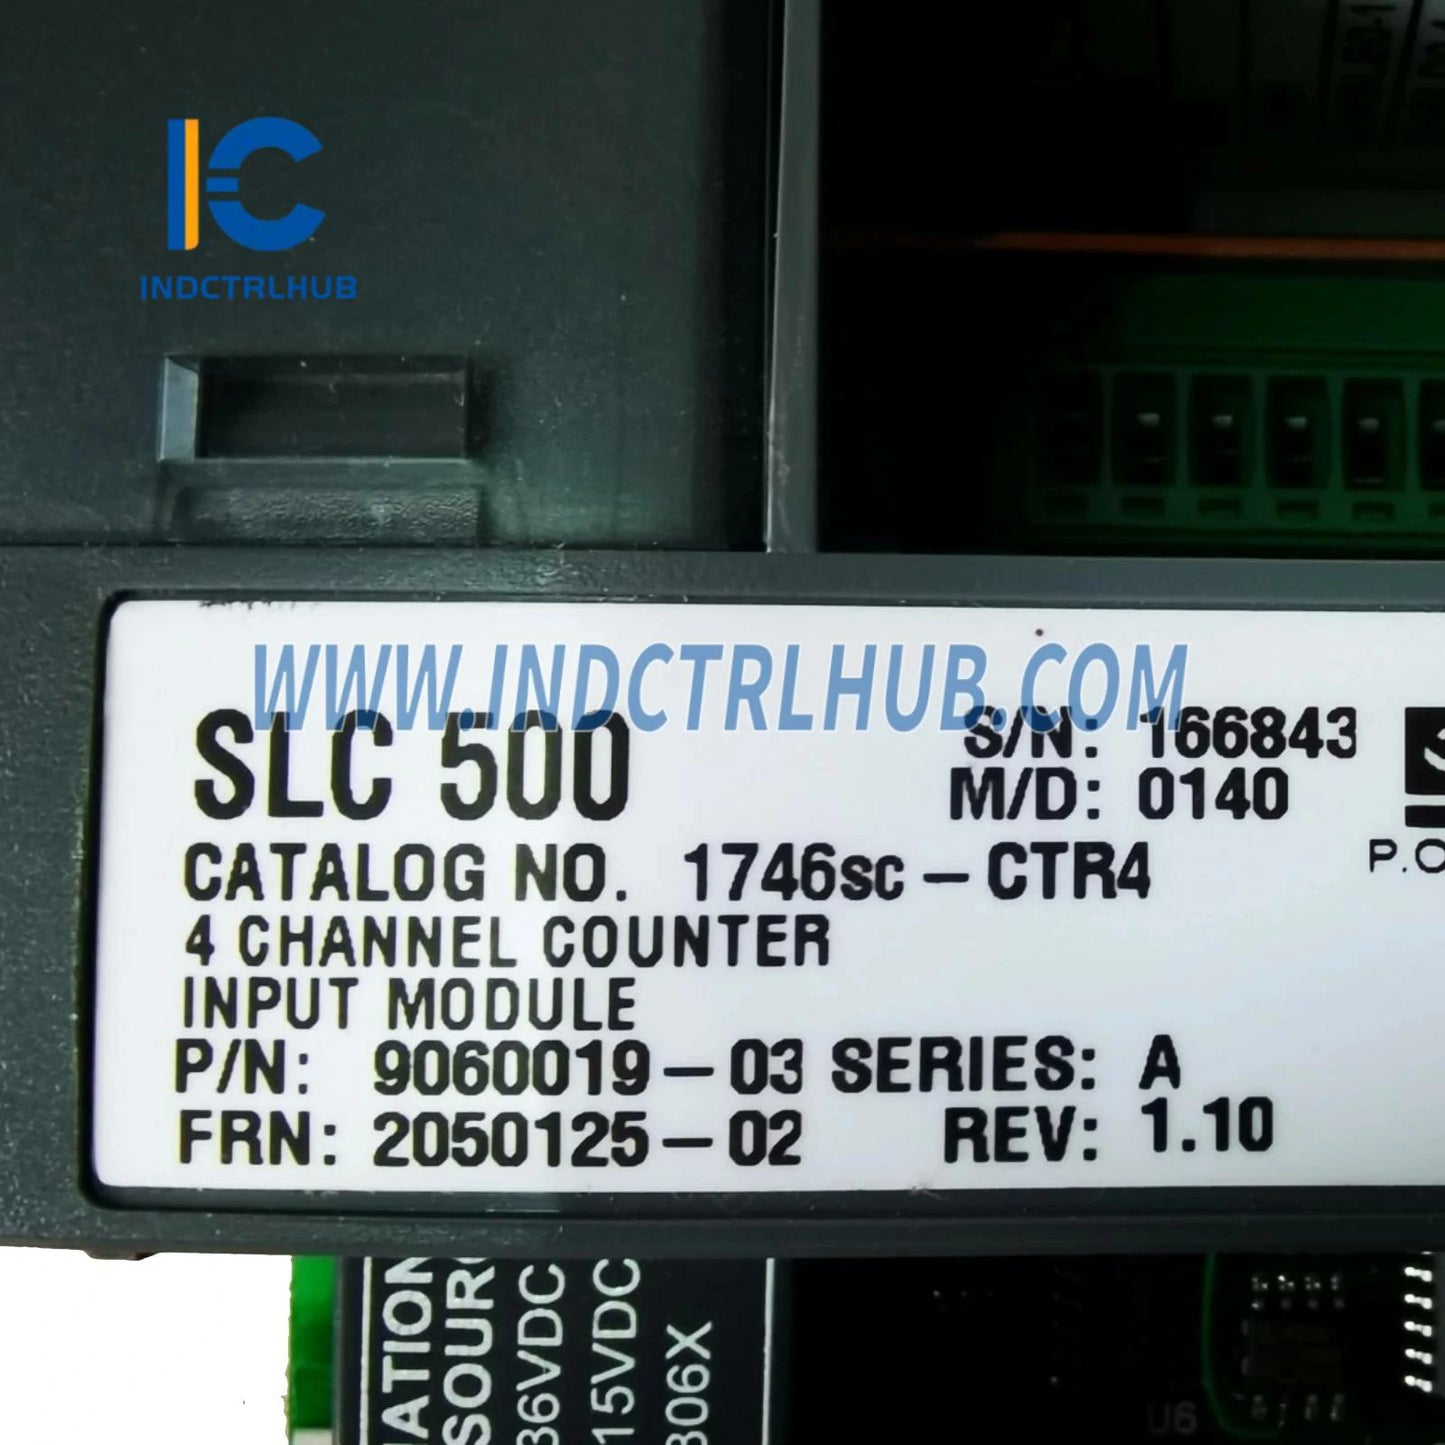 INDCTRLHUB
WWW.INDCTRLHUB.COM
SLC 500
S/N: 166843
M/D: 0140
P.O
CATALOG NO. 1746sc-CTR4
4 CHANNEL COUNTER
INPUT MODULE
P/N: 9060019-03 SERIES: A
FRN: 2050125-02 REV: 1.10
36VDC
15VDC
306X
U6